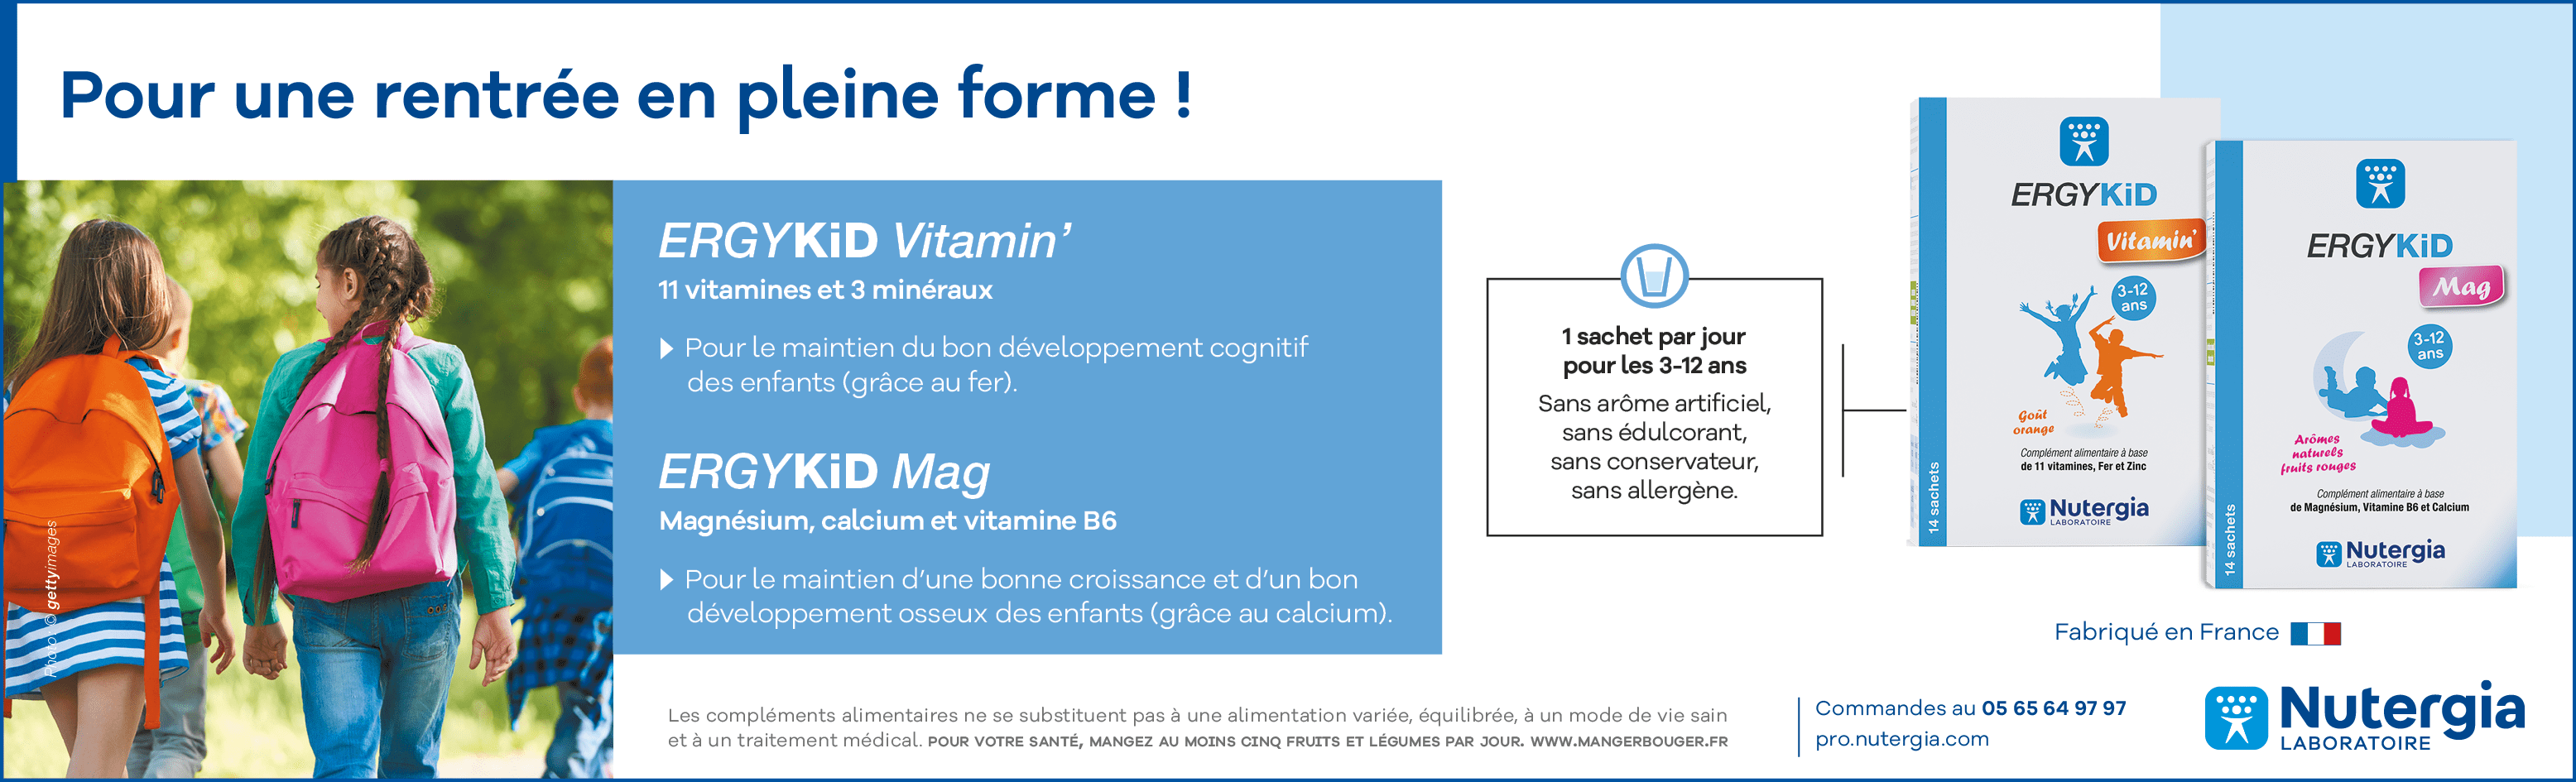 Pour une rentrée en pleine forme !
ERGYKiD Vitamin’
11 vitamines et 3 minéraux
Pour le maintien du bon développement cognitif
des enfants (grâce au fer).
ERGYKiD Mag
Magnésium, calcium et vitamine B6
Pour le maintien d’une bonne croissance et d’un bon
développement osseux des enfants (grâce au calcium).
Photo: © gettyimages
1 sachet par jour
pour les 3-12 ans
Sans arôme artificiel,
sans édulcorant,
sans conservateur,
sans allergène.
ERGYKiD
Vitamin’
3-12
ans
Goût
orange
Complément alimentaire à base
de 11 vitamines, Fer et Zinc
Nutergia
LABORATOIRE
14 sachets
ERGYKiD
Mag
3-12
ans
Arômes
naturels
fruits rouges
Complément alimentaire à base
de Magnésium, Vitamine B6 et Calcium
Nutergia
LABORATOIRE
14 sachets
Fabriqué en France
Les compléments alimentaires ne se substituent pas à une alimentation variée, équilibrée, à un mode de vie sain
et à un traitement médical. POUR VOTRE SANTÉ, MANGEZ AU MOINS CINQ FRUITS ET LÉGUMES PAR JOUR. WWW.MANGERBOUGER.FR
Commandes au 05 65 64 97 97
pro.nutergia.com
Nutergia
LABORATOIRE